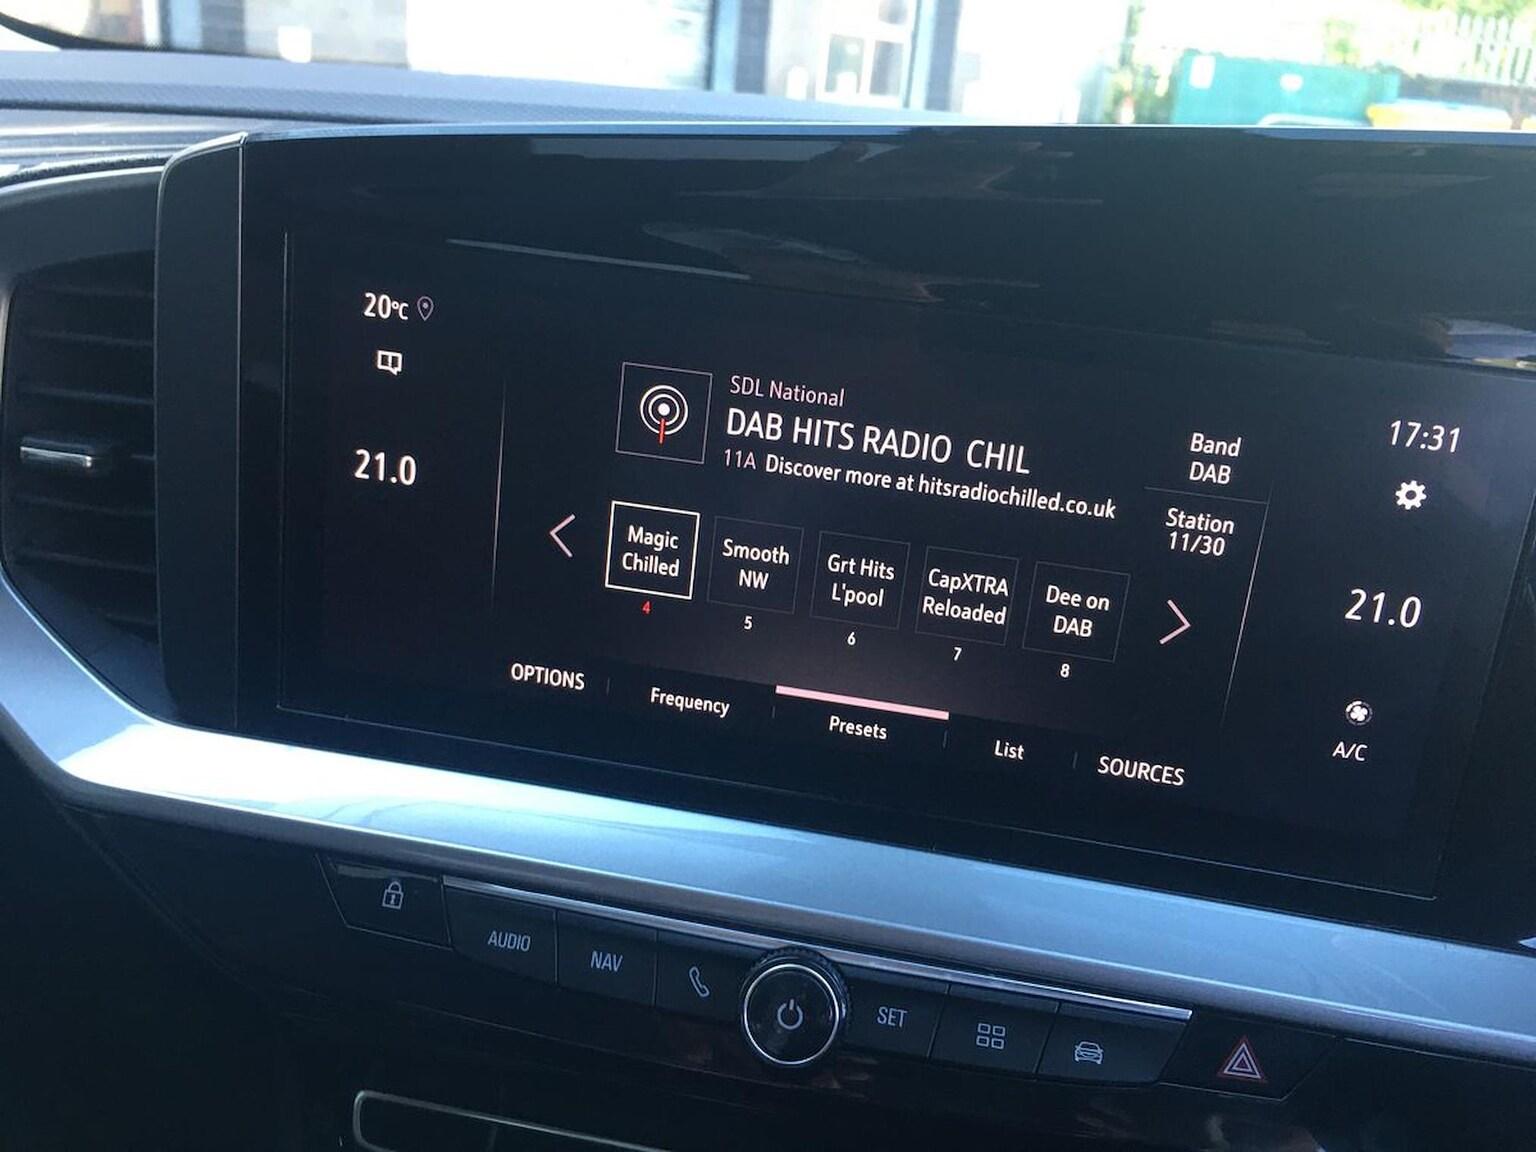 20°C
21.0
SDL National
DAB HITS RADIO CHIL
11A Discover more at hitsradiochilled.co.uk
Band
DAB
Station
11/30
17:31
21.0
A/C
Magic
Chilled
4
Smooth
NW
5
Grt Hits
L'pool
6
CapXTRA
Reloaded
7
Dee on
DAB
8
OPTIONS
Frequency
Presets
List
SOURCES
AUDIO
NAV
SET